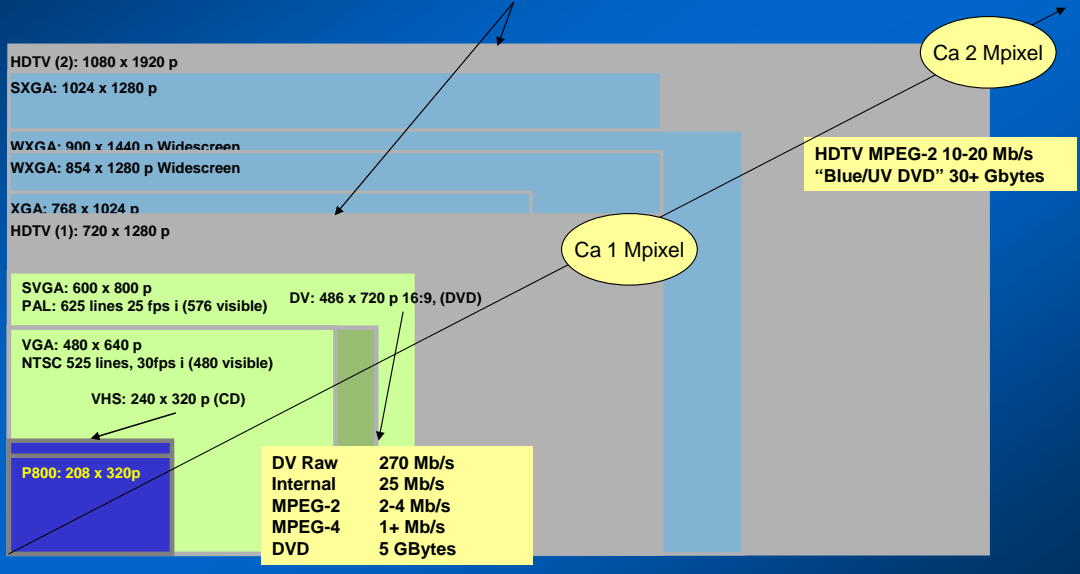 Ca 2 Mpixel
HDTV (2): 1080 x 1920 p
SXGA: 1024 x 1280 p
WXGA: 900 x 1440 p Widescreen
WXGA: 854 x 1280 p Widescreen
HDTV MPEG-2 10-20 Mb/s
“Blue/UV DVD” 30+ Gbytes
XGA: 768 x 1024 p
HDTV (1): 720 x 1280 p
Ca 1 Mpixel
SVGA: 600 x 800 p
PAL: 625 lines 25 fps i (576 visible)
DV: 486 x 720 p 16:9, (DVD)
VGA: 480 x 640 p
NTSC 525 lines, 30fps i (480 visible)
VHS: 240 x 320 p (CD)
P800: 208 x 320p
DV Raw 270 Mb/s
Internal 25 Mb/s
MPEG-2 2-4 Mb/s
MPEG-4 1+ Mb/s
DVD 5 GBytes